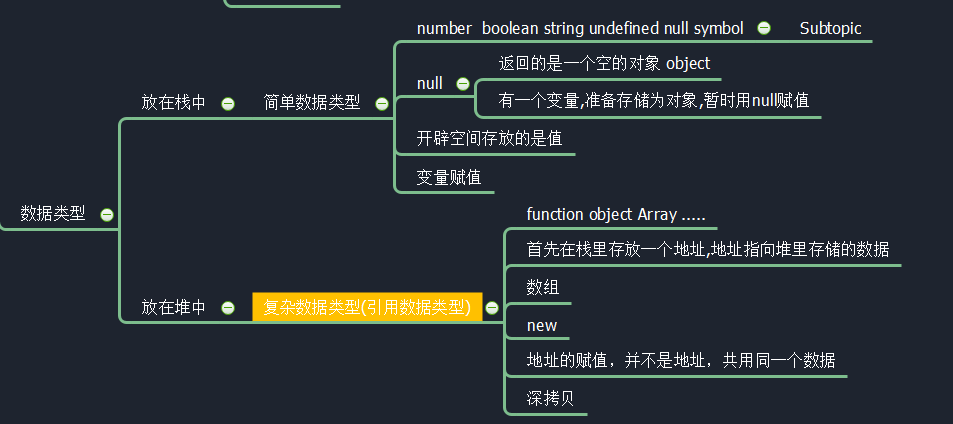 number boolean string undefined null symbol
Subtopic
返回的是一个空的对象 object
null
有一个变量,准备存储为对象,暂时用null赋值
放在栈中
简单数据类型
开辟空间存放的是值
变量赋值
数据类型
function object Array .....
首先在栈里存放一个地址,地址指向堆里存储的数据
数组
放在堆中
复杂数据类型(引用数据类型)
new
地址的赋值，并不是地址，共用同一个数据
深拷贝